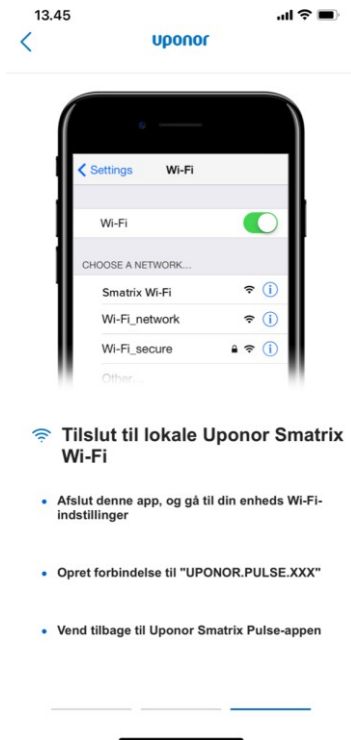 13.45
uponor
Settings Wi-Fi
Wi-Fi
CHOOSE A NETWORK...
Smatrix Wi-Fi
Wi-Fi_network
Wi-Fi_secure
Other...
Tilslut til lokale Uponor Smatrix
Wi-Fi
• Afslut denne app, og gå til din enheds Wi-Fi-
indstillinger
• Opret forbindelse til "UPONOR.PULSE.XXX"
• Vend tilbage til Uponor Smatrix Pulse-appen